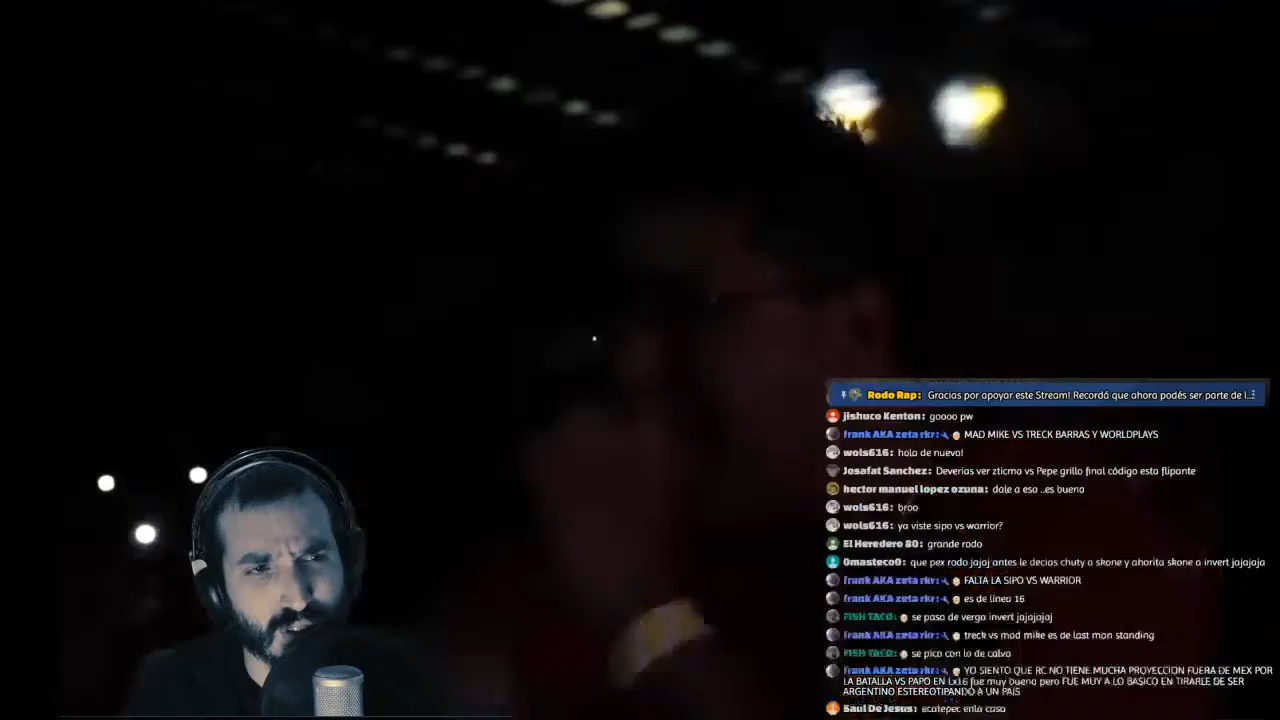 Rodo Rap: Gracias por apoyar este Stream! Recordá que ahora podés ser parte de l...
jishuco Kenton: goooo pw
frank AKA zeta rkr: MAD MIKE VS TRECK BARRAS Y WORLDPLAYS
wols616: hola de nuevo!
Josafat Sanchez: Deverias ver zticma vs Pepe grillo final código esta flipante
hector manuel lopez ozuna: dale a esa ..es buena
wols616: broo
wols616: ya viste sipo vs warrior?
El Heredero 80: grande rodo
0masteco0: que pex rodo jajaj antes le decias chuty a skone y ahorita skone a invert jajajaja
frank AKA zeta rkr: FALTA LA SIPO VS WARRIOR
frank AKA zeta rkr: es de linea 16
FISH TACO: se pasa de verga invert jajajajaj
frank AKA zeta rkr: treck vs mad mike es de last man standing
FISH TACO: se pico con lo de calvo
frank AKA zeta rkr: YO SIENTO QUE RC NO TIENE MUCHA PROYECCION FUERA DE MEX POR
LA BATALLA VS PAPO EN Lx16 fue muy buena pero FUE MUY A LO BASICO EN TIRARLE DE SER
ARGENTINO ESTEREOTIPANDO A UN PAIS
Saul De Jesus: ecatepec enla casa